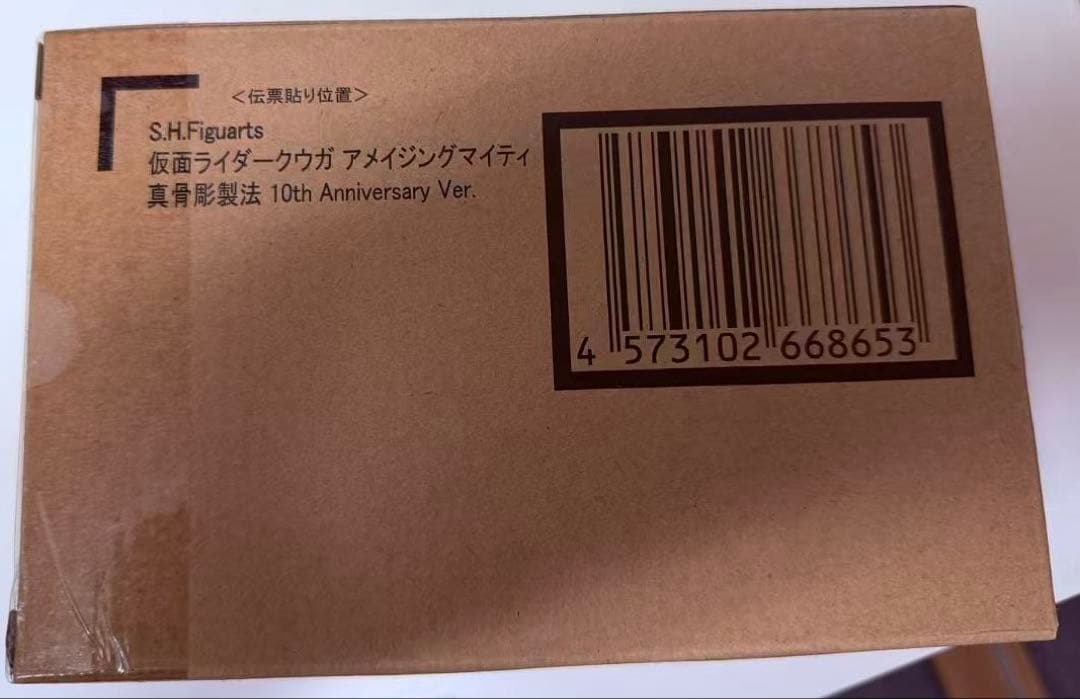 <伝票貼り位置>
S.H.Figuarts
仮面ライダークウガ アメイジングマイティ
真骨彫製法 10th Anniversary Ver.
4 573102 668653